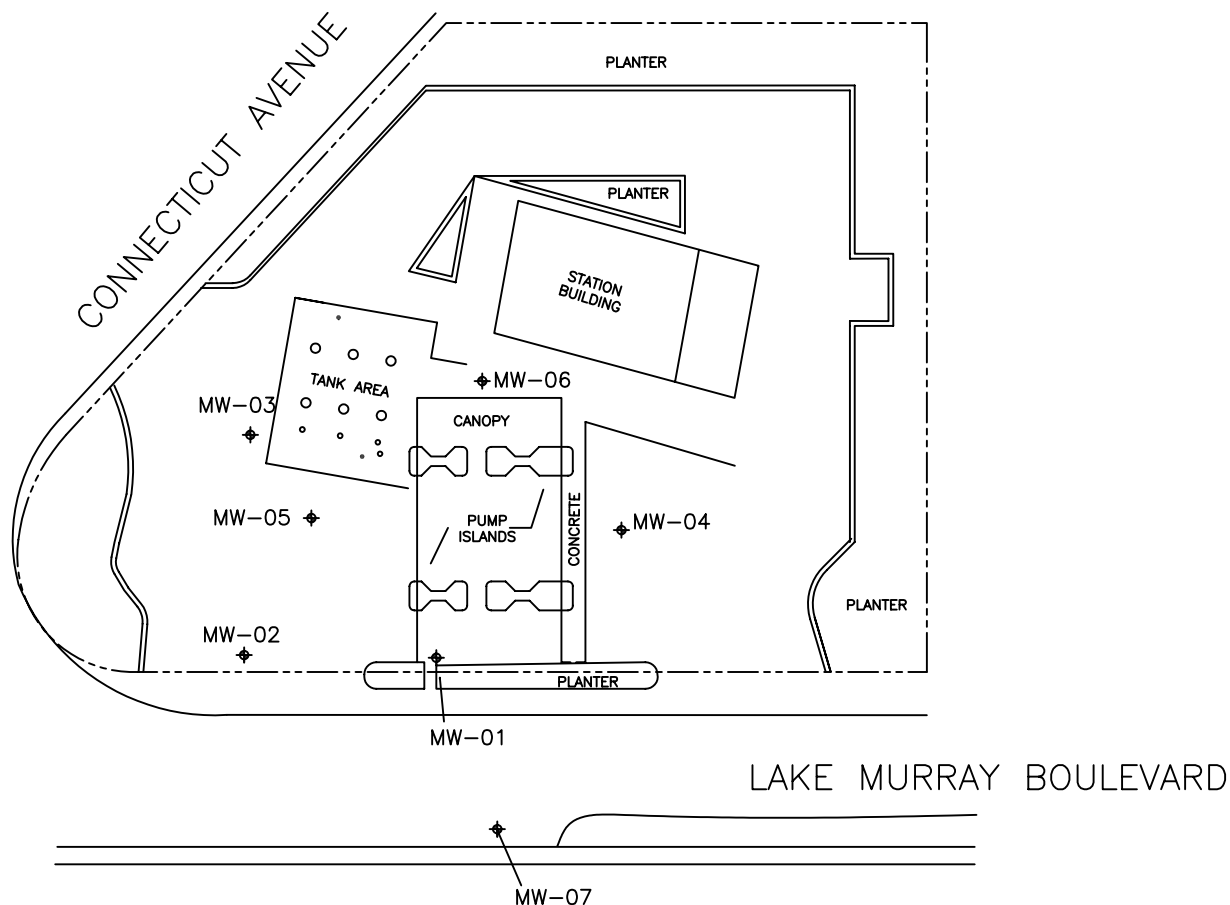 PLANTER
CONNECTICUT AVENUE
PLANTER
STATION
BUILDING
TANK AREA
MW-06
MW-03
CANOPY
MW-05
PUMP
ISLANDS
CONCRETE
MW-04
PLANTER
MW-02
PLANTER
MW-01
LAKE MURRAY BOULEVARD
MW-07